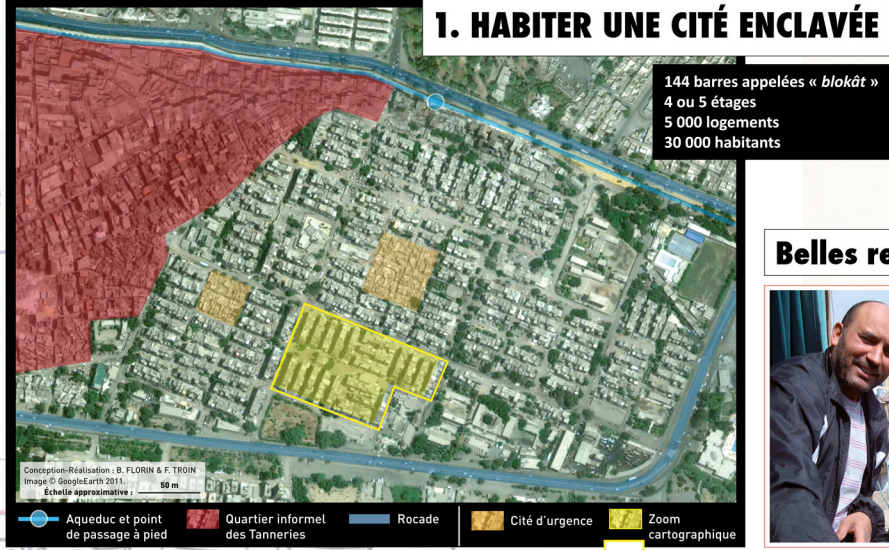 1. HABITER UNE CITÉ ENCLAVÉE
144 barres appelées « blokât »
4 ou 5 étages
5 000 logements
30 000 habitants
Belles re
Conception-Réalisation : B. FLORIN & F. TROIN
Image © GoogleEarth 2011.
Échelle approximative : 50 m
Aqueduc et point
de passage à pied
Quartier informel
des Tanneries
Rocade
Cité d'urgence
Zoom
cartographique